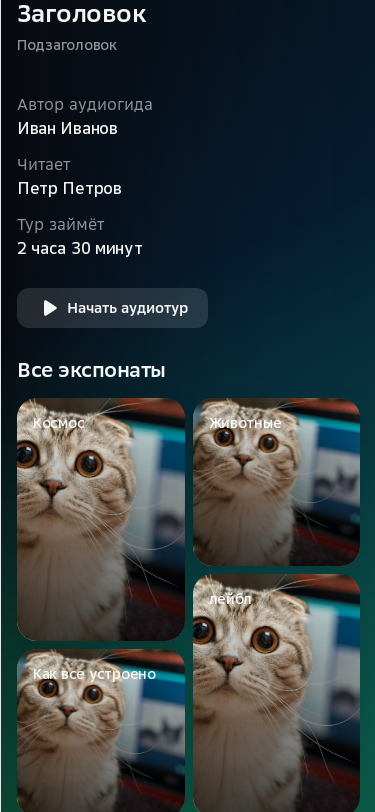 Заголовок
Подзаголовок
Автор аудиогида
Иван Иванов
Читает
Петр Петров
Тур займёт
2 часа 30 минут
Начать аудиотур
Все экспонаты
Космос
Животные
лейбл
Как все устроено